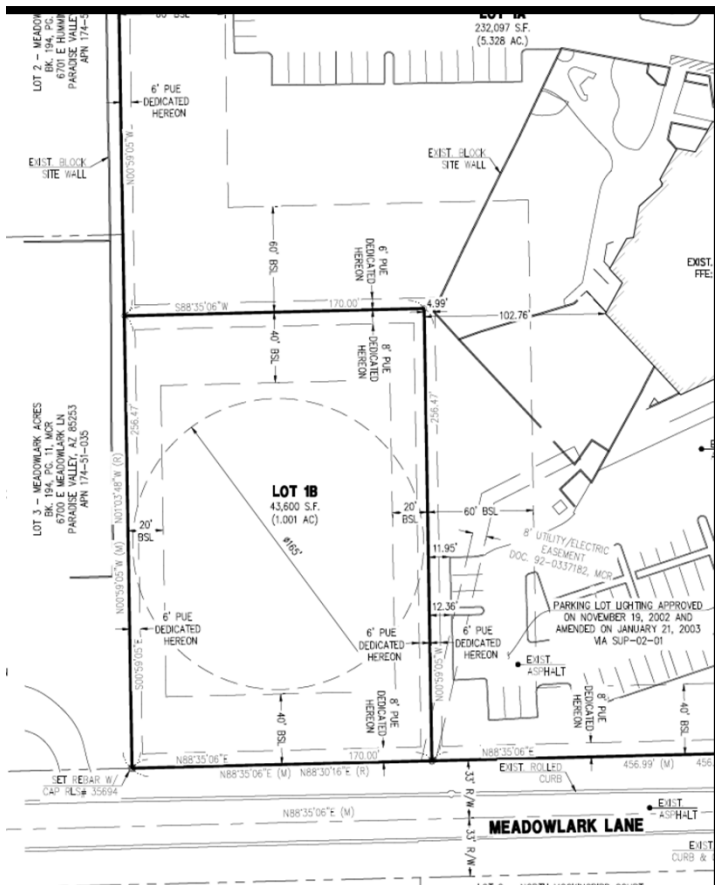 LOT 1A
232,097 S.F.
(5.328 AC.)
60' BSL
LOT 2 - MEADOW
BK. 194, PG.
6701 E HUMMI
PARADISE VALLEY
APN 174-5
6' PUE
DEDICATED
HEREON
N00°59'05"W
EXIST. BLOCK
SITE WALL
EXIST. BLOCK
SITE WALL
EXIST.
FFE:
60' BSL
6' PUE
DEDICATED
HEREON
S88°35'06"W
170.00'
4.99'
102.76'
40' BSL
8' PUE
DEDICATED
HEREON
256.47'
256.47'
LOT 3 - MEADOWLARK ACRES
BK. 194, PG. 11, MCR
6700 E MEADOWLARK LN
PARADISE VALLEY, AZ 85253
APN 174-51-035
N00°59'05"W (M)
N01°03'48"W (R)
LOT 1B
43,600 S.F.
(1.001 AC)
Ø165'
20'
BSL
20'
BSL
60' BSL
8' UTILITY/ELECTRIC
EASEMENT
DOC. 92-0337182, MCR
11.95'
12.36'
PARKING LOT LIGHTING APPROVED
ON NOVEMBER 19, 2002 AND
AMENDED ON JANUARY 21, 2003
VIA SUP-02-01
6' PUE
DEDICATED
HEREON
6' PUE
DEDICATED
HEREON
6' PUE
DEDICATED
HEREON
S00°59'05"E
N00°59'05"W
EXIST
ASPHALT
40' BSL
8' PUE
DEDICATED
HEREON
8' PUE
DEDICATED
HEREON
40' BSL
N88°35'06"E
170.00'
N88°35'06"E
SET REBAR W/
CAP RLS# 35694
N88°35'06"E (M)
N88°30'16"E (R)
EXIST. ROLLED
CURB
456.99' (M)
456.
33' R/W
N88°35'06"E (M)
EXIST
ASPHALT
MEADOWLARK LANE
33' R/W
EXIST
CURB &